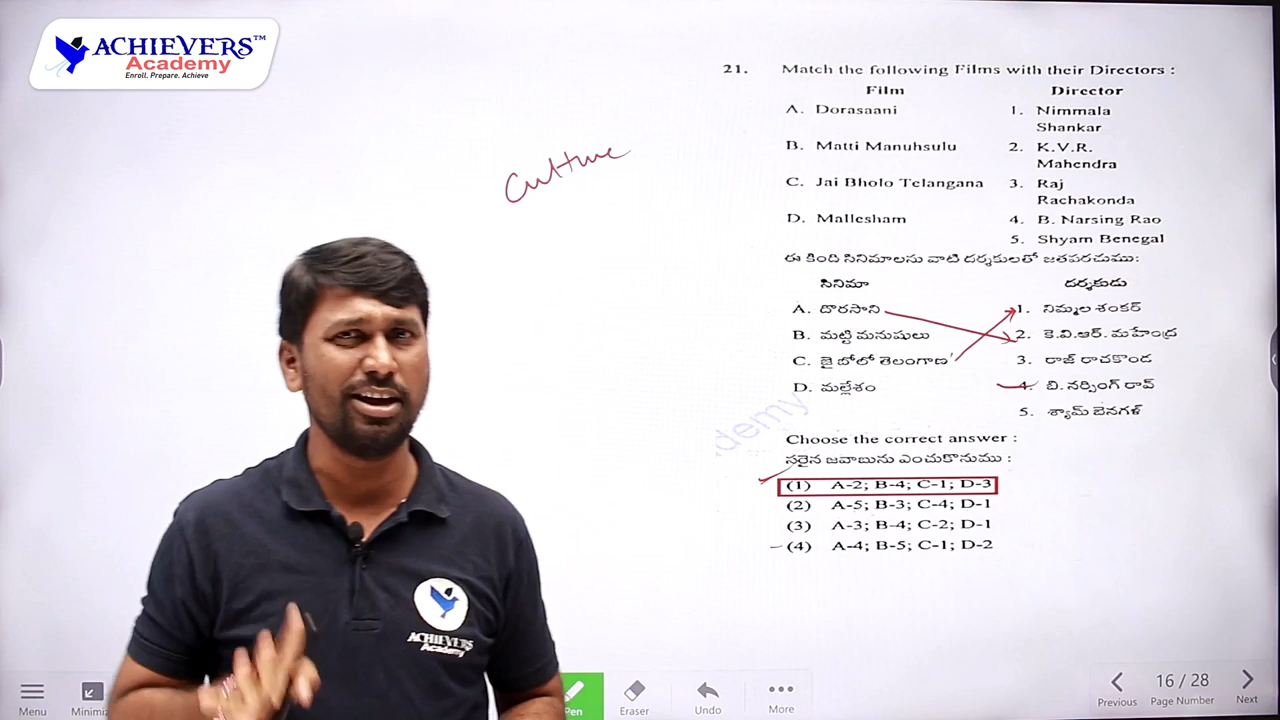 ACHIEVERS™
Academy
Enroll. Prepare. Achieve
Culture
21. Match the following Films with their Directors :
Film Director
A. Dorasaani 1. Nimmala Shankar
B. Matti Manuhsulu 2. K.V.R. Mahendra
C. Jai Bholo Telangana 3. Raj Rachakonda
D. Mallesham 4. B. Narsing Rao
5. Shyam Benegal
ఈ కింది సినిమాలను వాటి దర్శకులతో జతపరచుము:
సినిమా దర్శకుడు
A. దొరసాని 1. నిమ్మల శంకర్
B. మట్టి మనుషులు 2. కె.వి.ఆర్. మహేంద్ర
C. జై బోలో తెలంగాణ 3. రాజ్ రాచకొండ
D. మల్లేశం 4. బి. నర్సింగ్ రావ్
5. శ్యామ్ బెనగళ్
Choose the correct answer :
సరైన జవాబును ఎంచుకొనుము :
(1) A-2; B-4; C-1; D-3
(2) A-5; B-3; C-4; D-1
(3) A-3; B-4; C-2; D-1
(4) A-4; B-5; C-1; D-2
ACHIEVERS
Academy
Menu Minimiz Pen Eraser Undo More Previous 16 / 28 Page Number Next